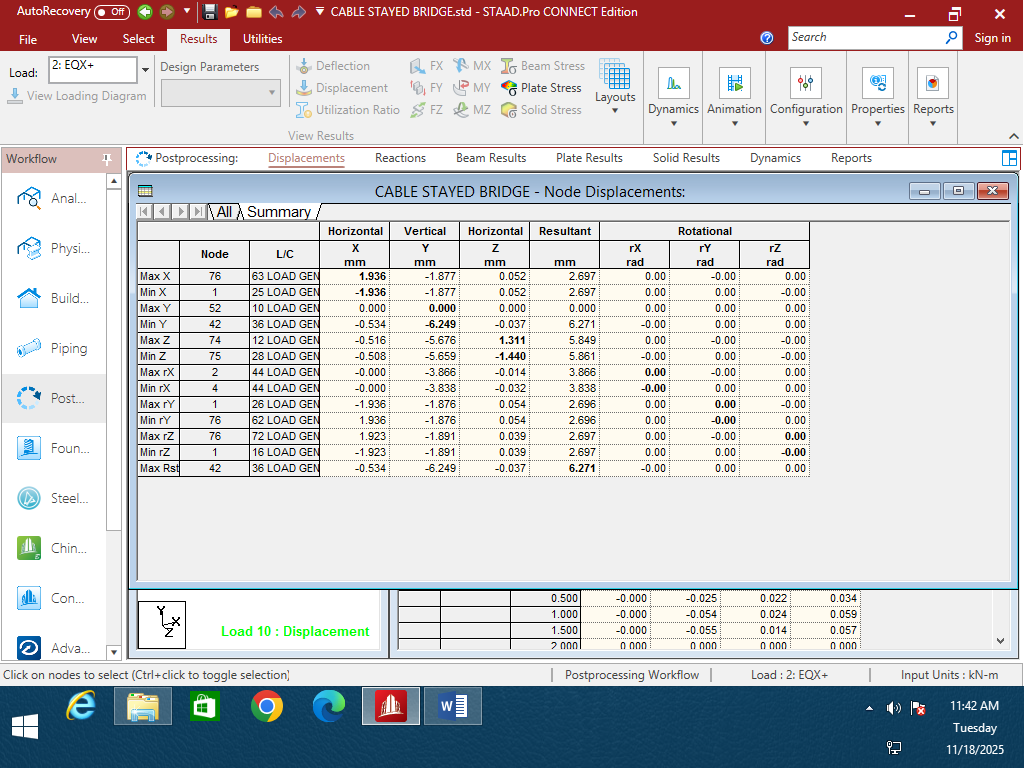 AutoRecovery Off CABLE STAYED BRIDGE.std - STAAD.Pro CONNECT Edition
File View Select Results Utilities Search Sign in
Load: 2: EQX+ Design Parameters Deflection FX MX Beam Stress
View Loading Diagram Displacement FY MY Plate Stress Layouts
Utilization Ratio FZ MZ Solid Stress Dynamics Animation Configuration Properties Reports
View Results
Workflow Postprocessing: Displacements Reactions Beam Results Plate Results Solid Results Dynamics Reports
Anal...
Physi...
Build...
Piping
Post...
Foun...
Steel...
Chin...
Con...
Adva...
CABLE STAYED BRIDGE - Node Displacements:
All Summary
Horizontal Vertical Horizontal Resultant Rotational
Node L/C X Y Z rX rY rZ
mm mm mm mm rad rad rad
Max X 76 63 LOAD GEN 1.936 -1.877 0.052 2.697 0.00 -0.00 0.00
Min X 1 25 LOAD GEN -1.936 -1.877 0.052 2.697 0.00 0.00 -0.00
Max Y 52 10 LOAD GEN 0.000 0.000 0.000 0.000 0.00 0.00 0.00
Min Y 42 36 LOAD GEN -0.534 -6.249 -0.037 6.271 -0.00 0.00 0.00
Max Z 74 12 LOAD GEN -0.516 -5.676 1.311 5.849 0.00 -0.00 -0.00
Min Z 75 28 LOAD GEN -0.508 -5.659 -1.440 5.861 -0.00 0.00 -0.00
Max rX 2 44 LOAD GEN -0.000 -3.866 -0.014 3.866 0.00 -0.00 0.00
Min rX 4 44 LOAD GEN -0.000 -3.838 -0.032 3.838 -0.00 0.00 0.00
Max rY 1 26 LOAD GEN -1.936 -1.876 0.054 2.696 0.00 0.00 -0.00
Min rY 76 62 LOAD GEN 1.936 -1.876 0.054 2.696 0.00 -0.00 0.00
Max rZ 76 72 LOAD GEN 1.923 -1.891 0.039 2.697 0.00 -0.00 0.00
Min rZ 1 16 LOAD GEN -1.923 -1.891 0.039 2.697 0.00 0.00 -0.00
Max Rst 42 36 LOAD GEN -0.534 -6.249 -0.037 6.271 -0.00 0.00 0.00
Y X Z
Load 10 : Displacement
0.500 -0.000 -0.025 0.022 0.034
1.000 -0.000 -0.054 0.024 0.059
1.500 -0.000 -0.055 0.014 0.057
2.000 0.000 0.000 0.000 0.000
Click on nodes to select (Ctrl+click to toggle selection) Postprocessing Workflow Load : 2: EQX+ Input Units : kN-m
11:42 AM
Tuesday
11/18/2025